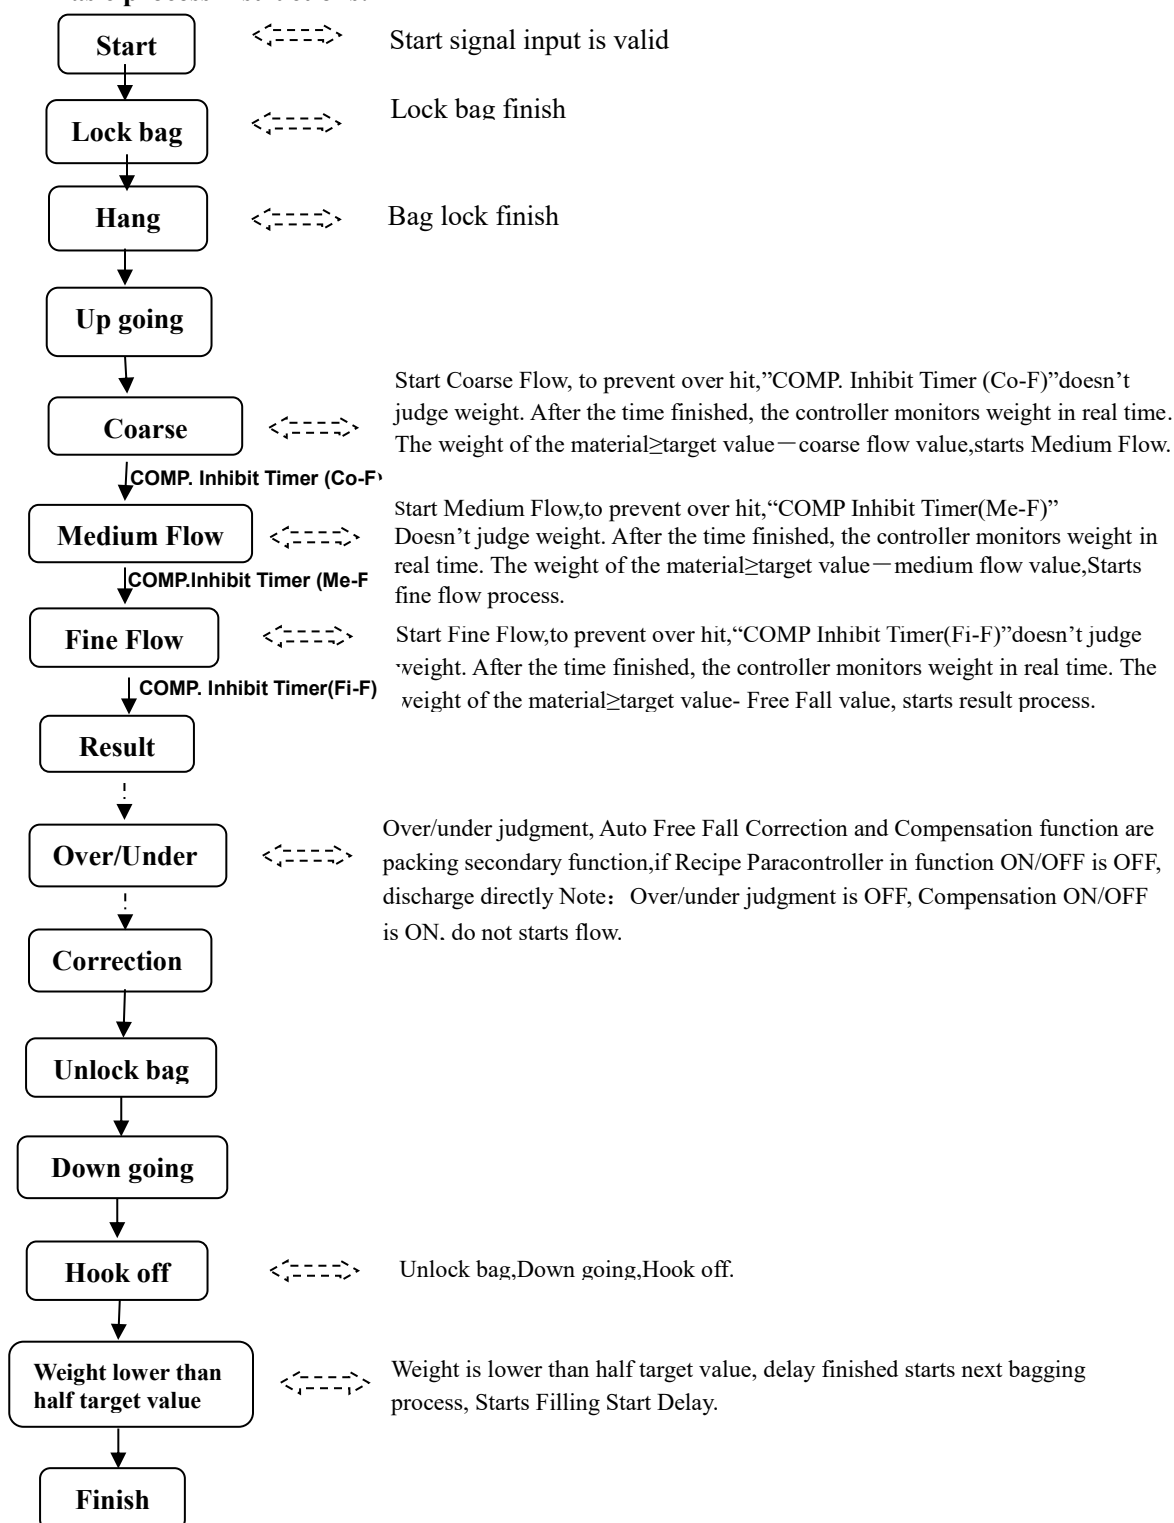 Start
Start signal input is valid
Lock bag
Lock bag finish
Hang
Bag lock finish
Up going
Coarse
Start Coarse Flow, to prevent over hit,”COMP. Inhibit Timer (Co-F)”doesn’t
judge weight. After the time finished, the controller monitors weight in real time.
The weight of the material≥target value－coarse flow value,starts Medium Flow.
COMP. Inhibit Timer (Co-F)
Medium Flow
Start Medium Flow,to prevent over hit,“COMP Inhibit Timer(Me-F)”
Doesn’t judge weight. After the time finished, the controller monitors weight in
real time. The weight of the material≥target value－medium flow value,Starts
fine flow process.
COMP.Inhibit Timer (Me-F
Fine Flow
Start Fine Flow,to prevent over hit,“COMP Inhibit Timer(Fi-F)”doesn’t judge
weight. After the time finished, the controller monitors weight in real time. The
weight of the material≥target value- Free Fall value, starts result process.
COMP. Inhibit Timer(Fi-F)
Result
Over/Under
Over/under judgment, Auto Free Fall Correction and Compensation function are
packing secondary function,if Recipe Paracontroller in function ON/OFF is OFF,
discharge directly Note：Over/under judgment is OFF, Compensation ON/OFF
is ON, do not starts flow.
Correction
Unlock bag
Down going
Hook off
Unlock bag,Down going,Hook off.
Weight lower than
half target value
Weight is lower than half target value, delay finished starts next bagging
process, Starts Filling Start Delay.
Finish